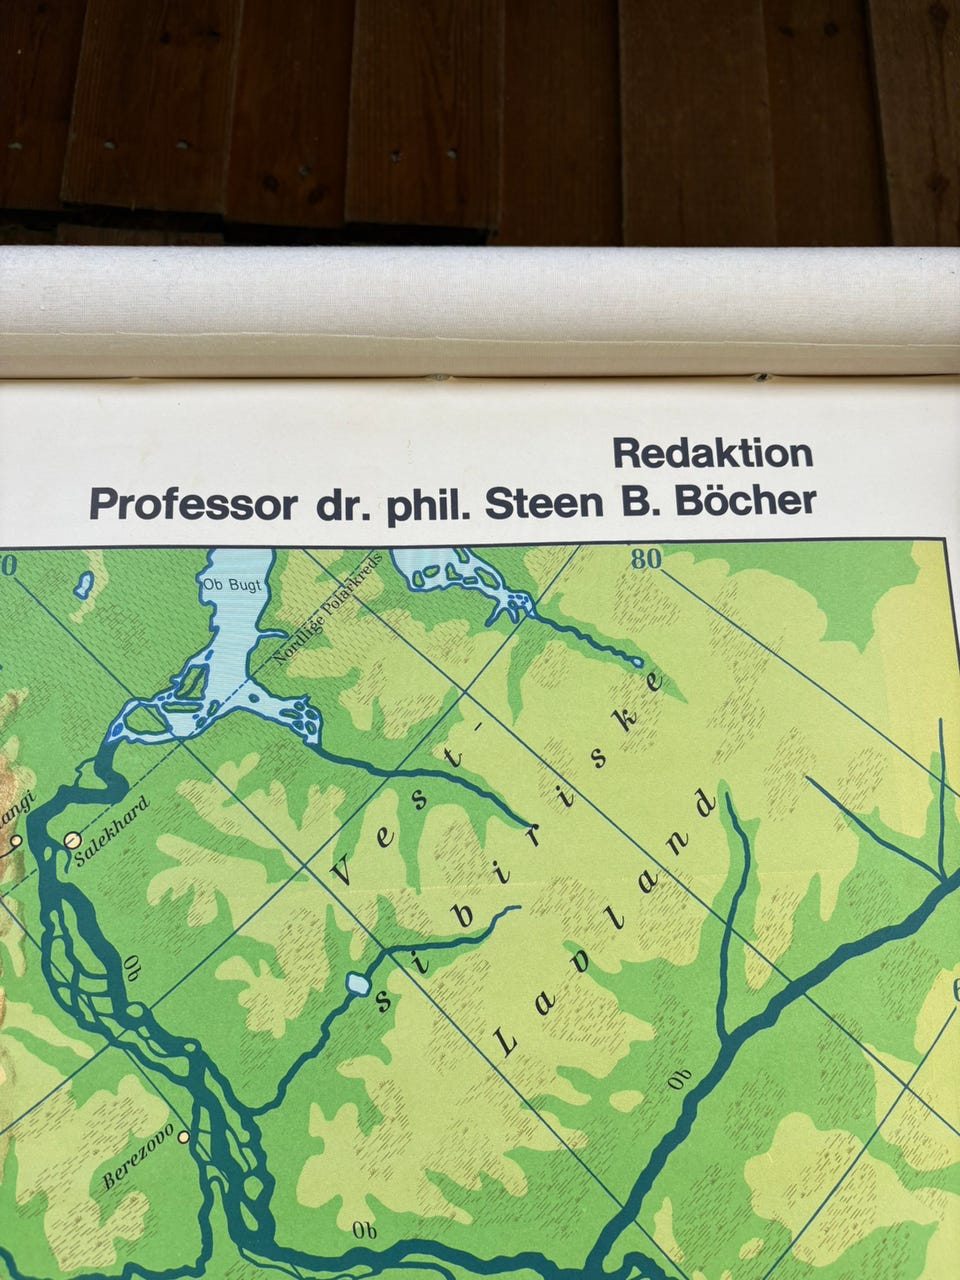 Redaktion
Professor dr. phil. Steen B. Böcher
80
Ob Bugt
Nordlige Polarkreds
Vest-
sibiriske
Lavland
Salekhard
Ob
Berezovo
Ob
Ob